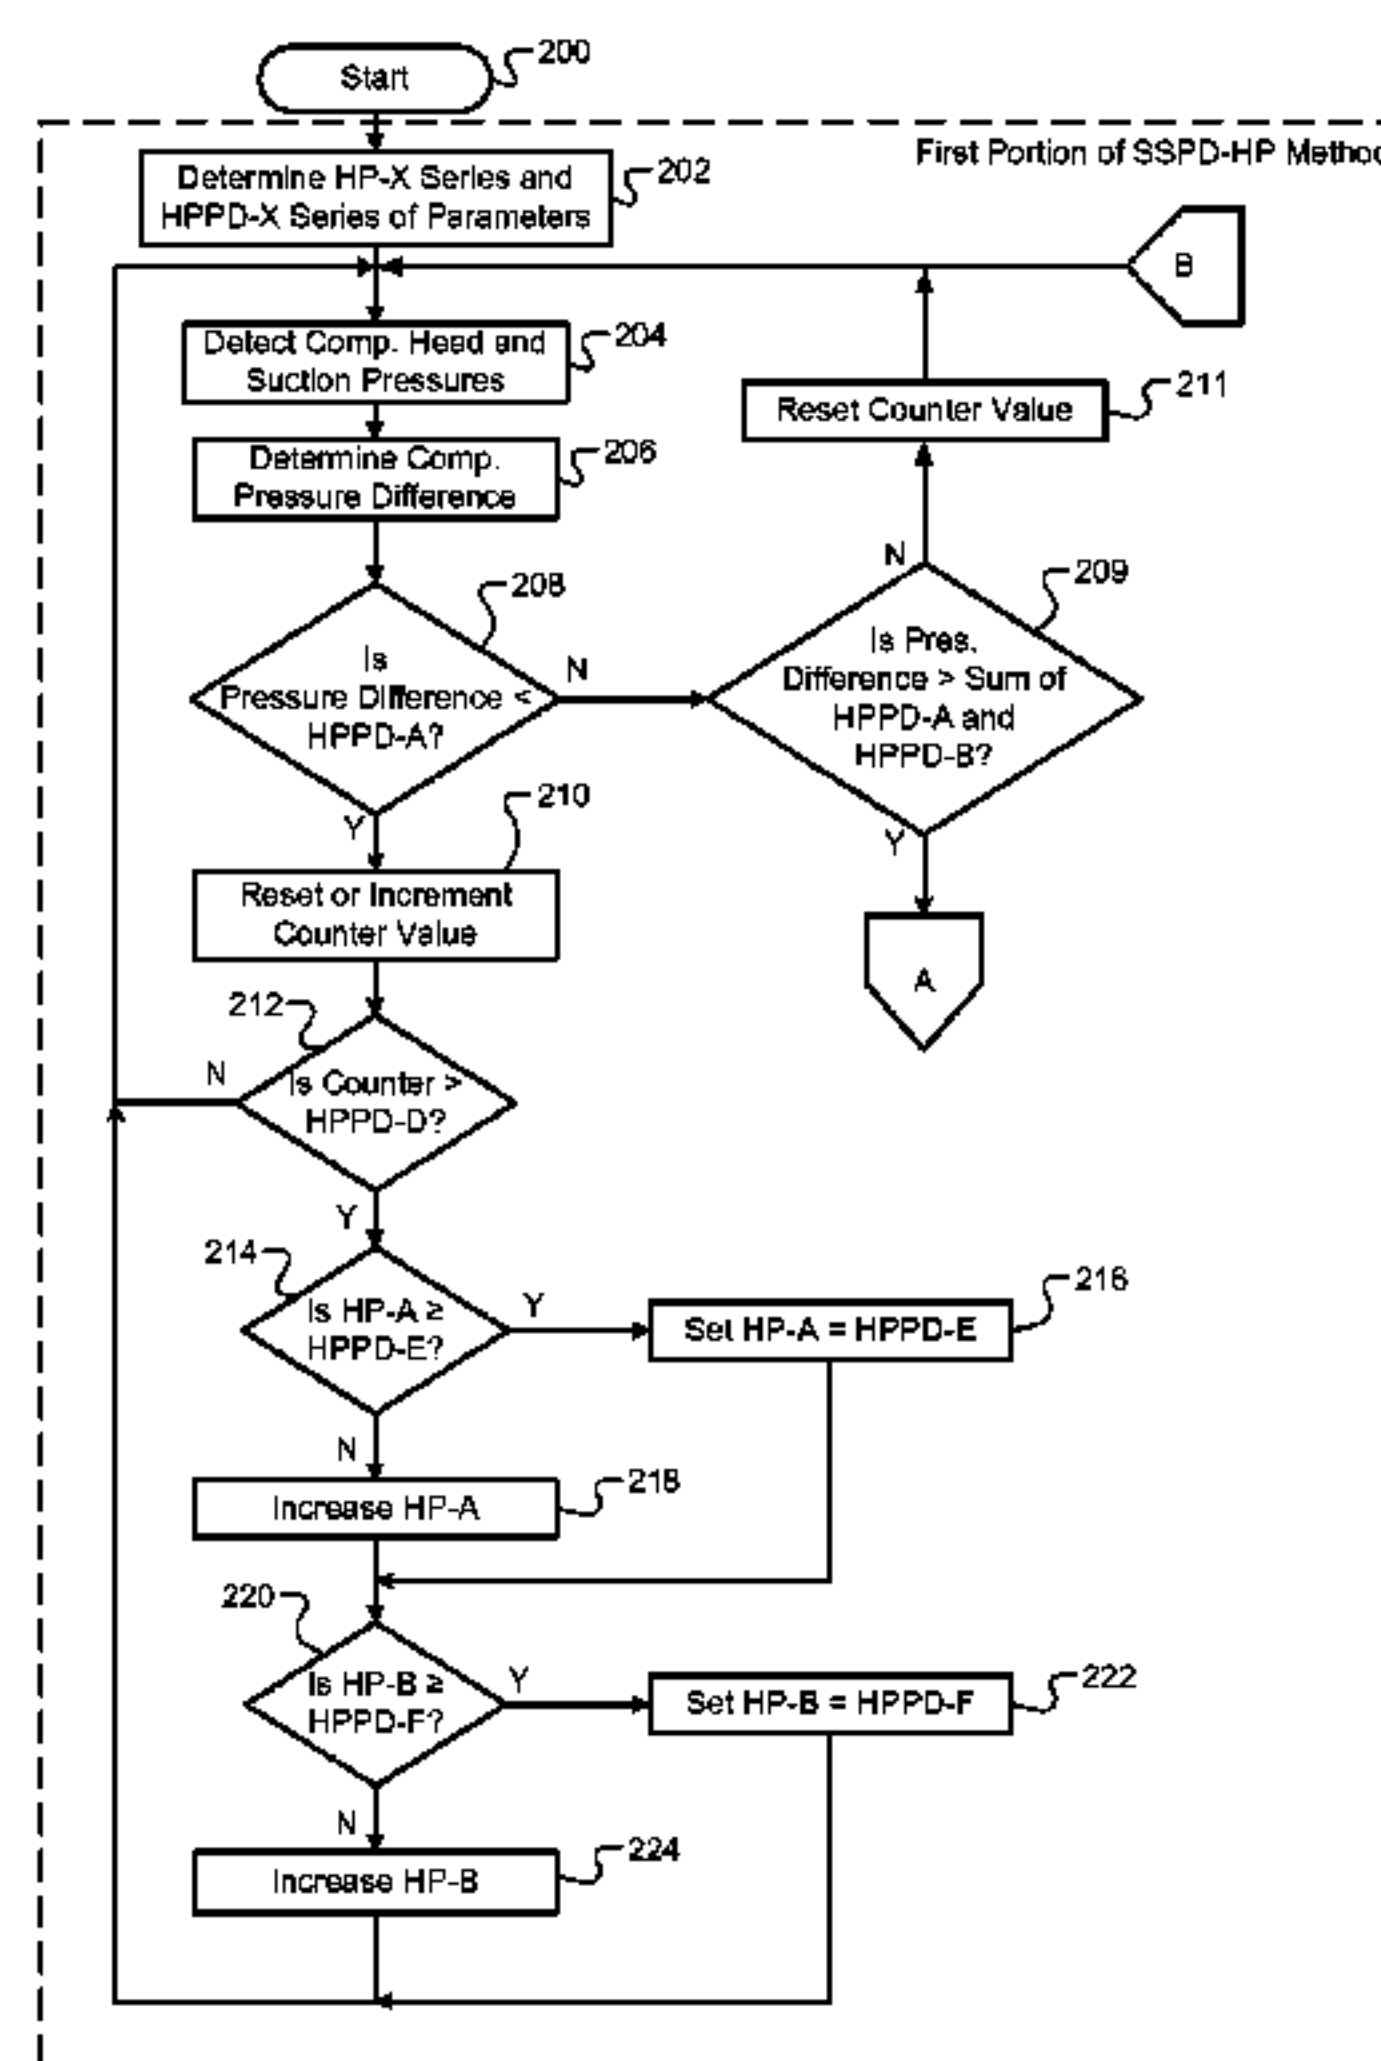 Start
200
First Portion of SSPD-HP Method
Determine HP-X Series and
HPPD-X Series of Parameters
202
B
Detect Comp. Head and
Suction Pressures
204
Reset Counter Value
211
Determine Comp.
Pressure Difference
206
Is
Pressure Difference <
HPPD-A?
208
N
Y
Is Pres.
Difference > Sum of
HPPD-A and
HPPD-B?
209
N
Y
A
Reset or Increment
Counter Value
210
Is Counter >
HPPD-D?
212
N
Y
Is HP-A ≥
HPPD-E?
214
Y
N
Set HP-A = HPPD-E
216
Increase HP-A
218
Is HP-B ≥
HPPD-F?
220
Y
N
Set HP-B = HPPD-F
222
Increase HP-B
224